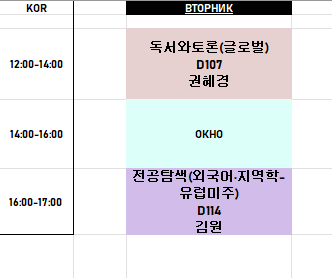 KOR ВТОРНИК
12:00-14:00
독서와토론(글로벌)
D107
권혜경
14:00-16:00
ОКНО
16:00-17:00
전공탐색(외국어·지역학-
유럽미주)
D114
김원